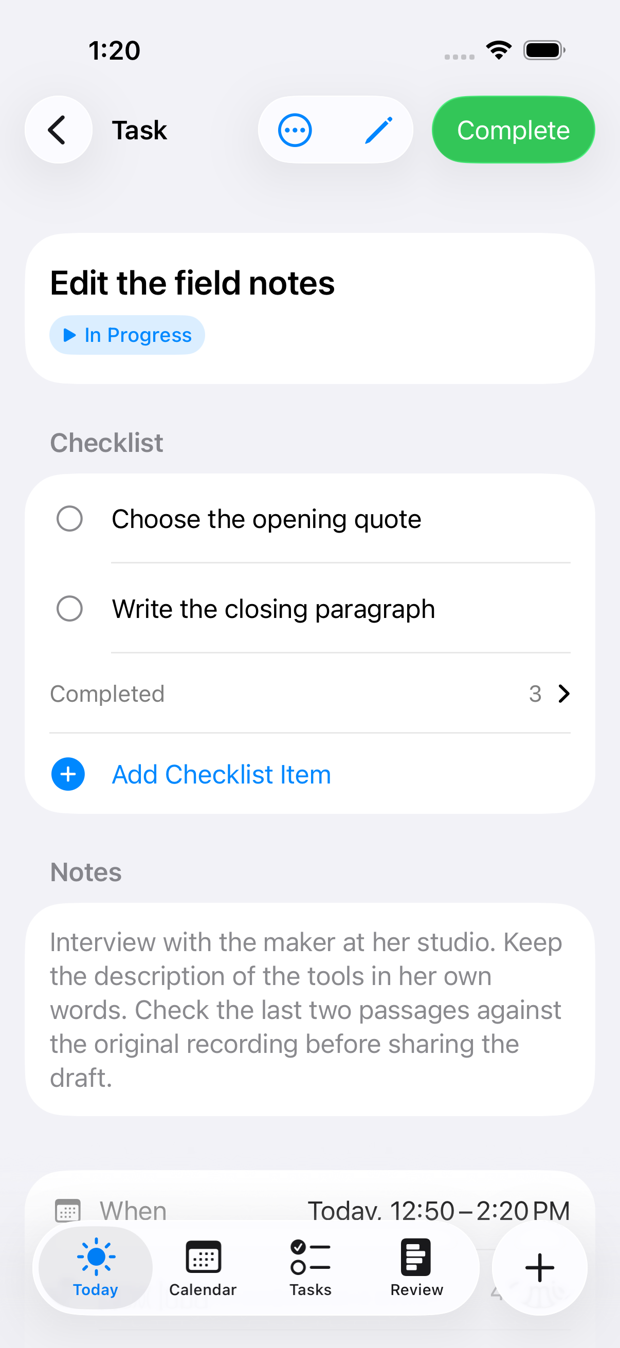 1:20
Task
Complete
Edit the field notes
In Progress
Checklist
Choose the opening quote
Write the closing paragraph
Completed 3
Add Checklist Item
Notes
Interview with the maker at her studio. Keep
the description of the tools in her own
words. Check the last two passages against
the original recording before sharing the
draft.
When Today, 12:50–2:20 PM
Today
Calendar
Tasks
Review